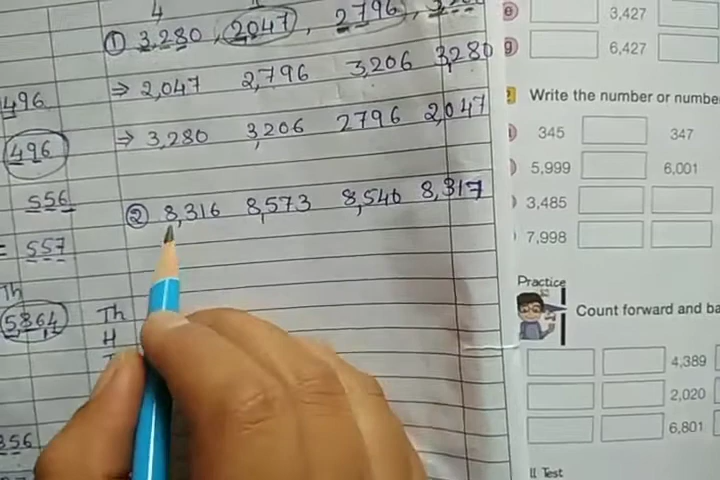 4
① 3,280 , 2047 , 2796 ,
⇒ 2,047 2,796 3,206 3,280
⇒ 3,280 3,206 2796 2,047
② 8,316 8,573 8,546 8,317
496
496
556
= 557
Th
5,364 Th
H
356
e 3,427
g 6,427
Write the number or numbe
345 347
5,999 6,001
3,485
7,998
Practice
Count forward and ba
4,389
2,020
6,801
Test